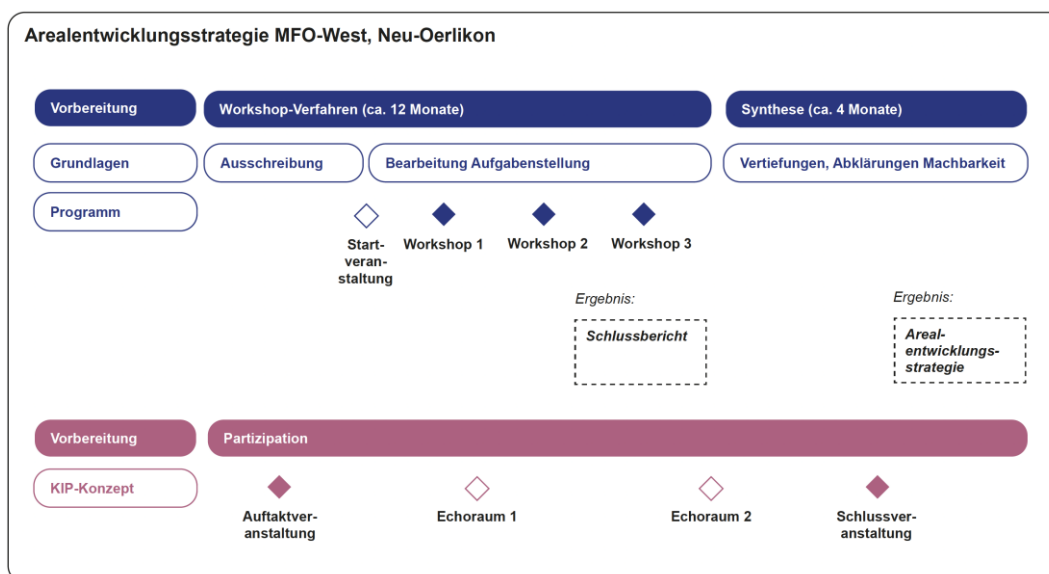 Arealentwicklungsstrategie MFO-West, Neu-Oerlikon
Vorbereitung
Workshop-Verfahren (ca. 12 Monate)
Synthese (ca. 4 Monate)
Grundlagen
Ausschreibung
Bearbeitung Aufgabenstellung
Vertiefungen, Abklärungen Machbarkeit
Programm
Start-
veran-
staltung
Workshop 1
Workshop 2
Workshop 3
Ergebnis:
Schlussbericht
Ergebnis:
Areal-
entwicklungs-
strategie
Vorbereitung
Partizipation
KIP-Konzept
Auftaktver-
anstaltung
Echoraum 1
Echoraum 2
Schlussver-
anstaltung